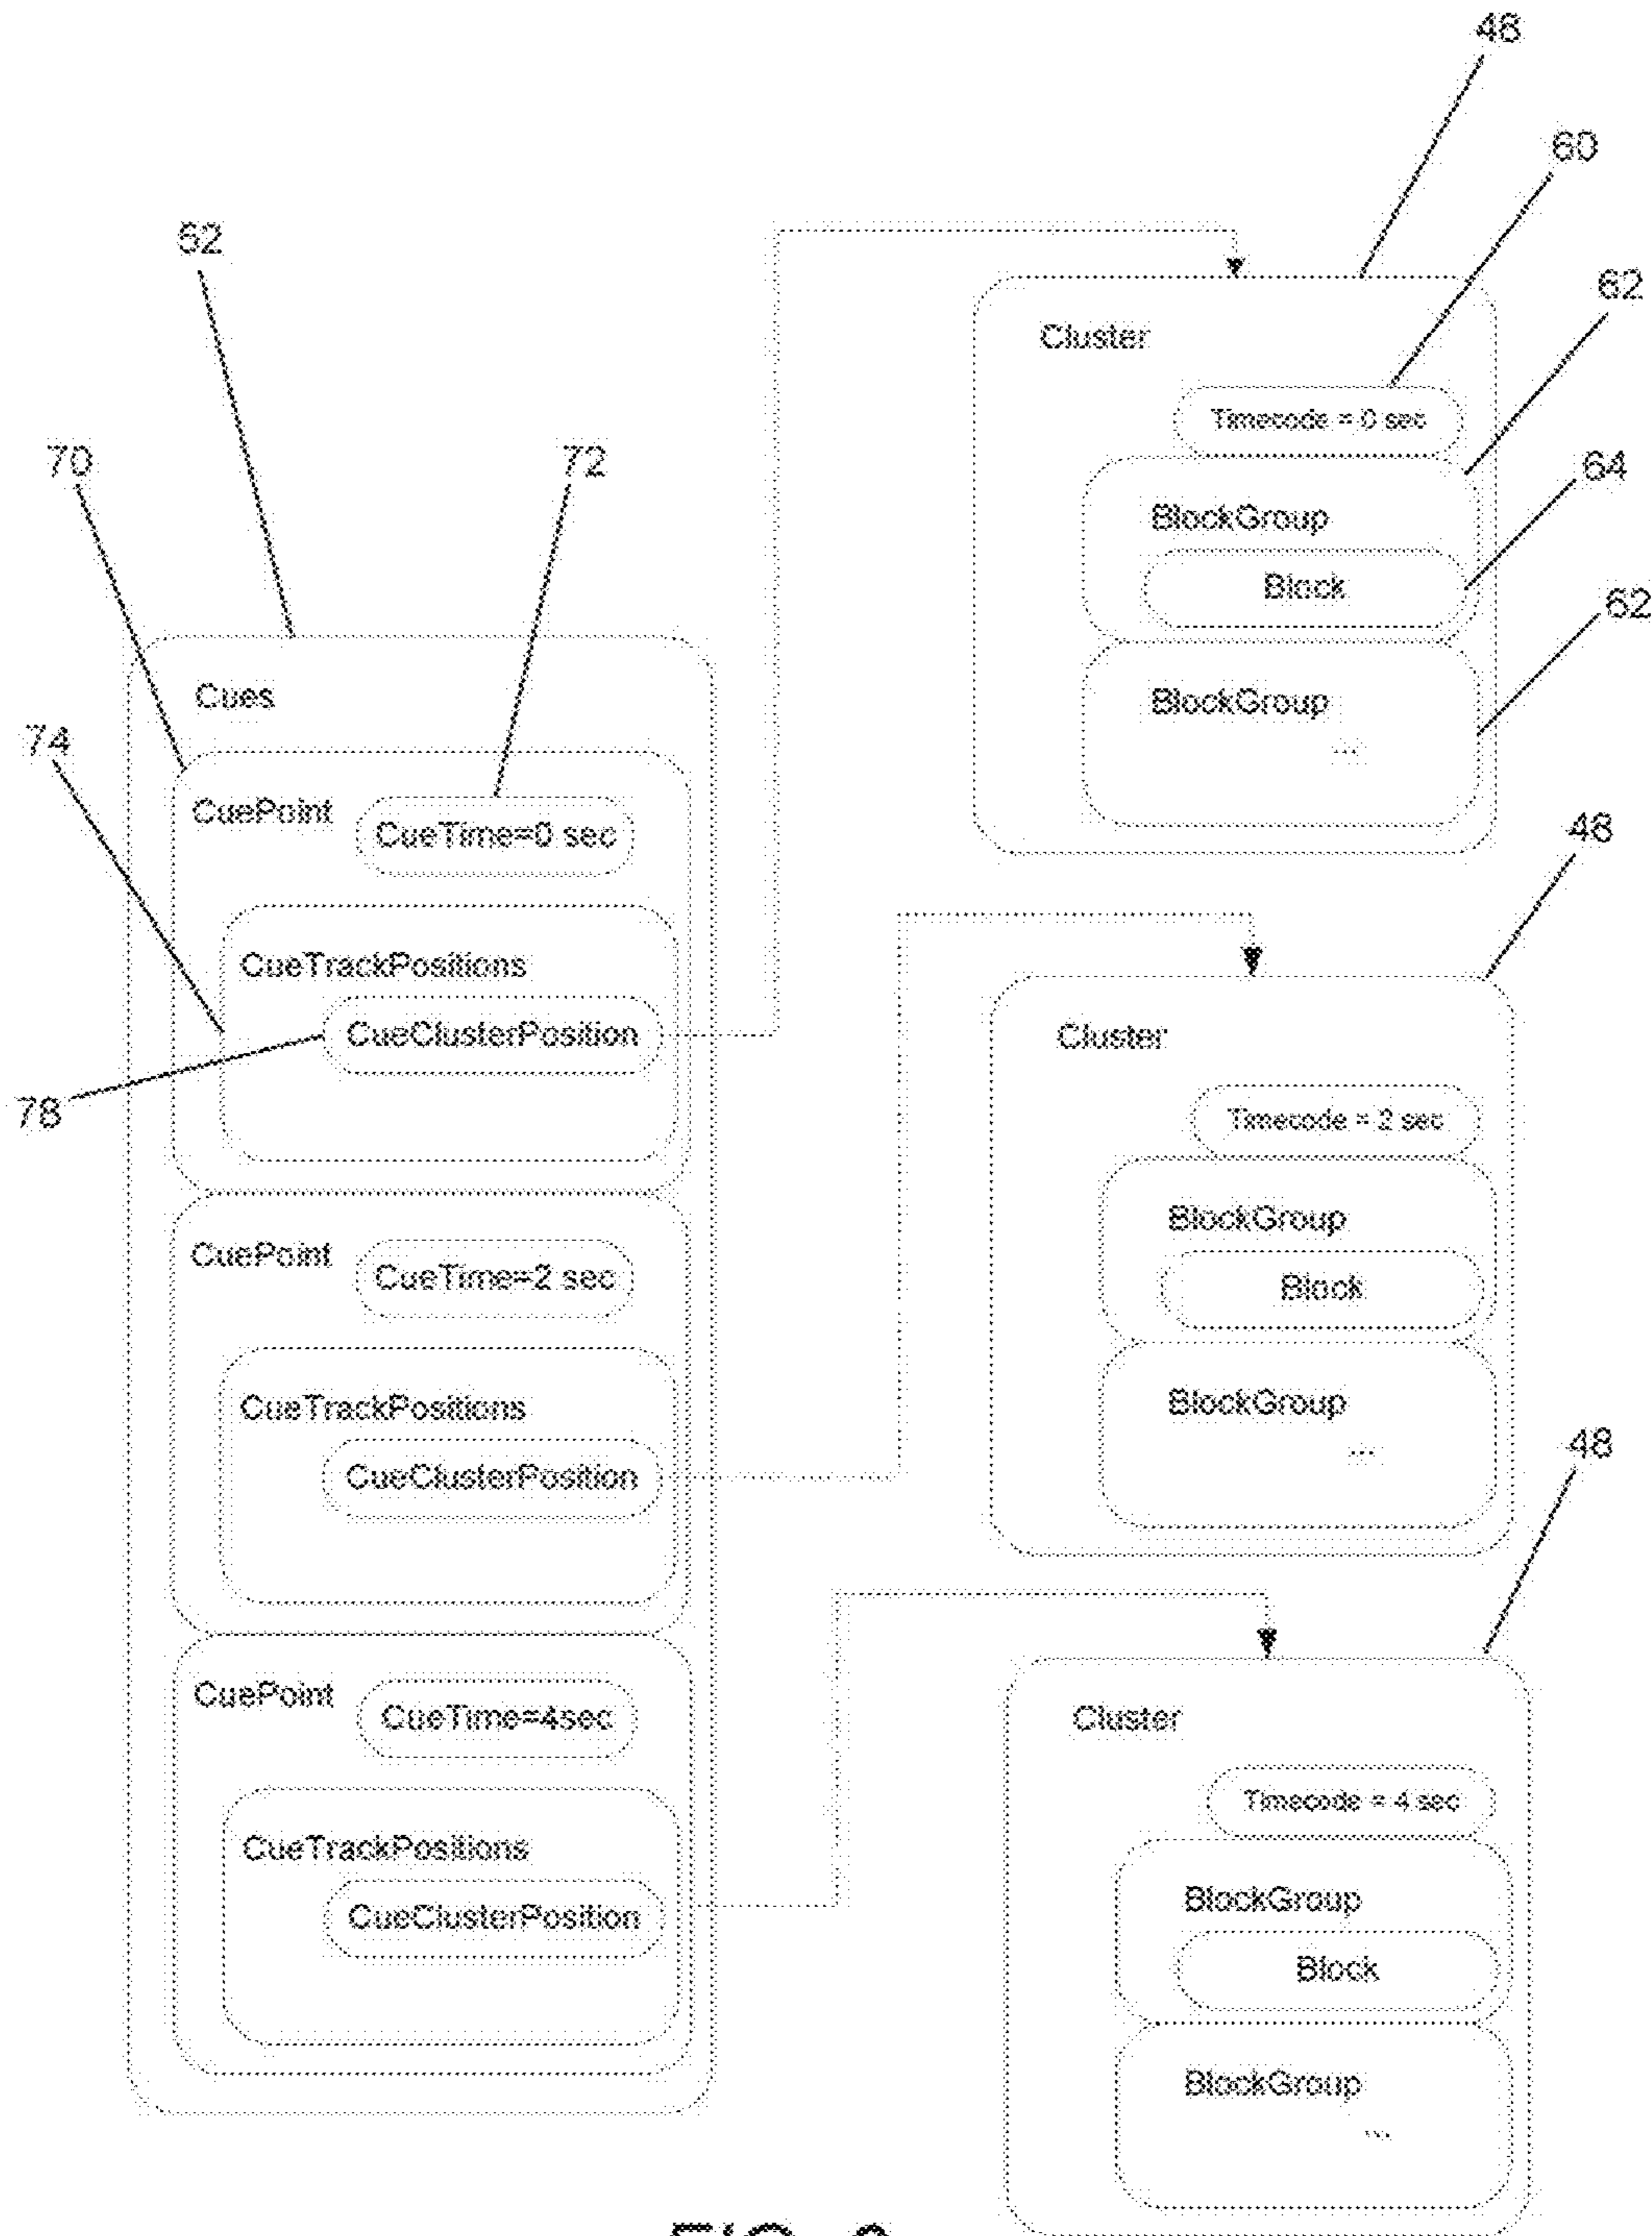 48
60
52
62
Cluster
Timecode = 0 sec
70
72
64
BlockGroup
Block
62
Cues
BlockGroup
...
74
CuePoint
CueTime=0 sec
48
CueTrackPositions
CueClusterPosition
78
Cluster
Timecode = 2 sec
BlockGroup
Block
CuePoint
CueTime=2 sec
CueTrackPositions
CueClusterPosition
BlockGroup
...
48
CuePoint
CueTime=4sec
Cluster
Timecode = 4 sec
CueTrackPositions
CueClusterPosition
BlockGroup
Block
BlockGroup
...
FIG.